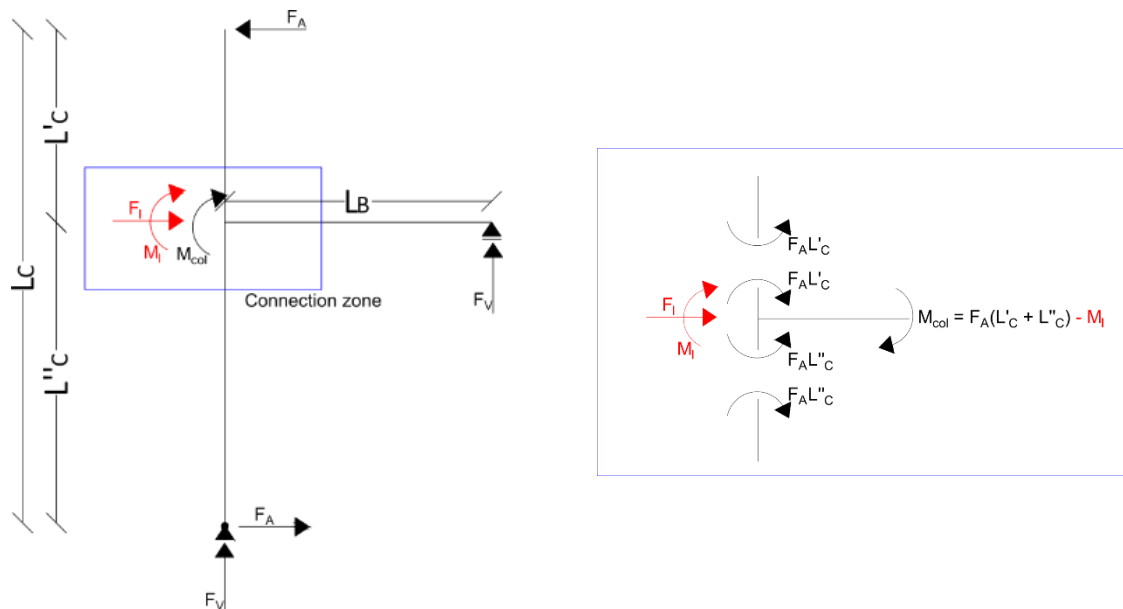 FA
L'C
LC
LB
FI
MI
Mcol
FV
Connection zone
L''C
FA
FV
FAL'C
FAL'C
FI
MI
Mcol = FA(L'C + L''C) - MI
FAL''C
FAL''C